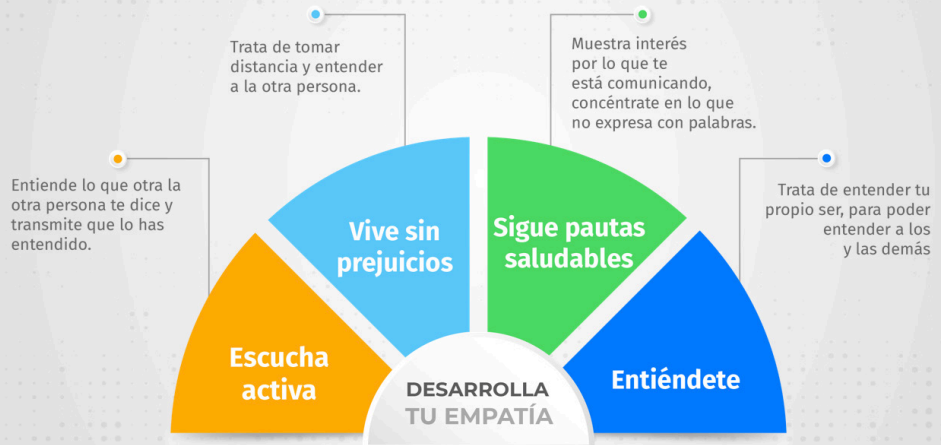 Trata de tomar
distancia y entender
a la otra persona.
Muestra interés
por lo que te
está comunicando,
concéntrate en lo que
no expresa con palabras.
Entiende lo que otra la
otra persona te dice y
transmite que lo has
entendido.
Trata de entender tu
propio ser, para poder
entender a los
y las demás
Vive sin
prejuicios
Sigue pautas
saludables
Escucha
activa
Entiéndete
DESARROLLA
TU EMPATÍA